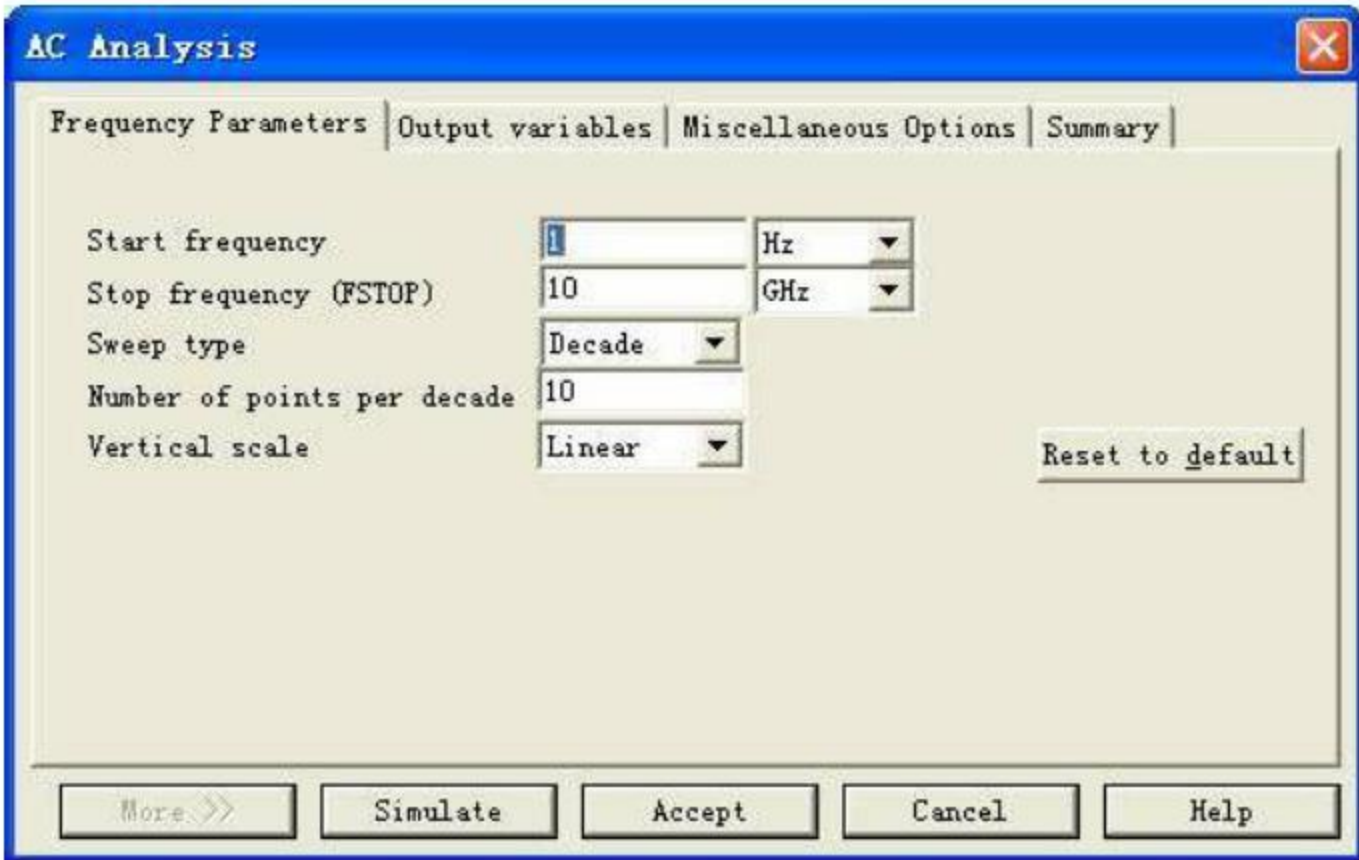 AC Analysis
Frequency Parameters Output variables Miscellaneous Options Summary
Start frequency 1 Hz
Stop frequency (FSTOP) 10 GHz
Sweep type Decade
Number of points per decade 10
Vertical scale Linear
Reset to default
More >> Simulate Accept Cancel Help